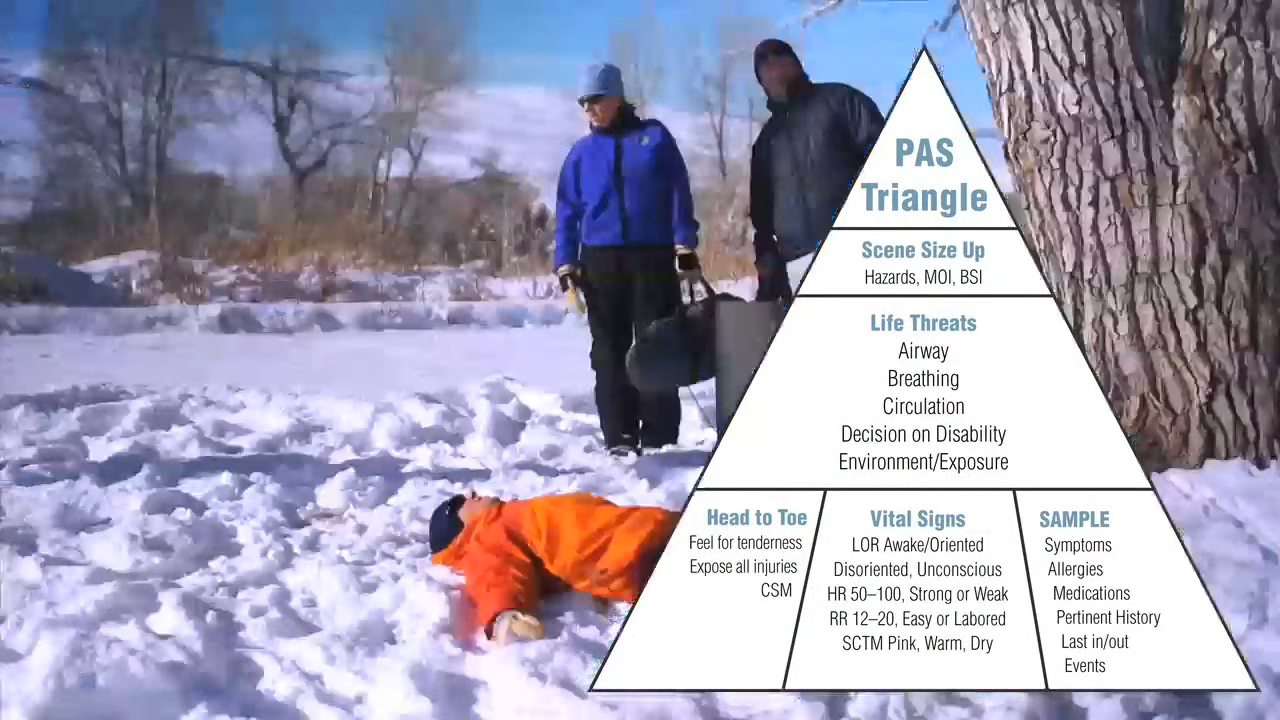 PAS
Triangle
Scene Size Up
Hazards, MOI, BSI
Life Threats
Airway
Breathing
Circulation
Decision on Disability
Environment/Exposure
Head to Toe
Feel for tenderness
Expose all injuries
CSM
Vital Signs
LOR Awake/Oriented
Disoriented, Unconscious
HR 50–100, Strong or Weak
RR 12–20, Easy or Labored
SCTM Pink, Warm, Dry
SAMPLE
Symptoms
Allergies
Medications
Pertinent History
Last in/out
Events